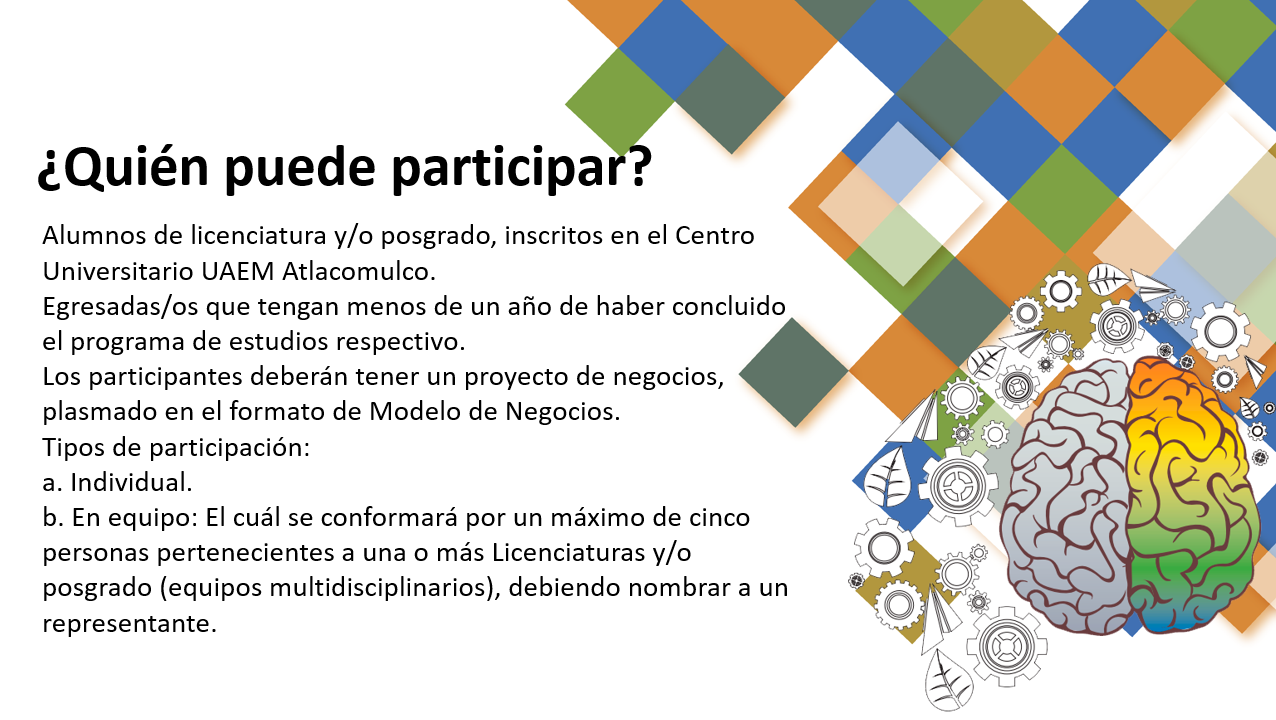 ¿Quién puede participar?
Alumnos de licenciatura y/o posgrado, inscritos en el Centro
Universitario UAEM Atlacomulco.
Egresadas/os que tengan menos de un año de haber concluido
el programa de estudios respectivo.
Los participantes deberán tener un proyecto de negocios,
plasmado en el formato de Modelo de Negocios.
Tipos de participación:
a. Individual.
b. En equipo: El cuál se conformará por un máximo de cinco
personas pertenecientes a una o más Licenciaturas y/o
posgrado (equipos multidisciplinarios), debiendo nombrar a un
representante.